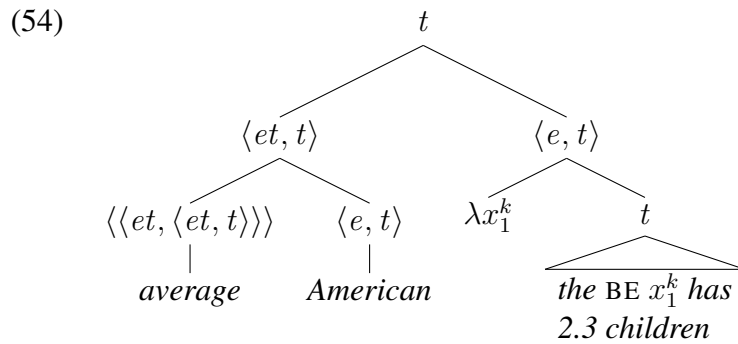 (54)
t
⟨et, t⟩ ⟨e, t⟩
⟨⟨et, ⟨et, t⟩⟩⟩ ⟨e, t⟩ λx₁ᵏ t
average American the BE x₁ᵏ has
2.3 children